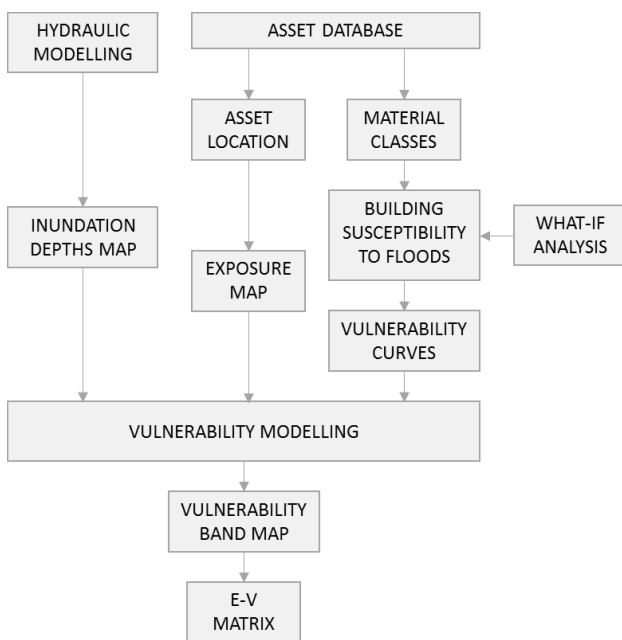 HYDRAULIC
MODELLING
ASSET DATABASE
ASSET
LOCATION
MATERIAL
CLASSES
INUNDATION
DEPTHS MAP
EXPOSURE
MAP
BUILDING
SUSCEPTIBILITY
TO FLOODS
WHAT-IF
ANALYSIS
VULNERABILITY
CURVES
VULNERABILITY MODELLING
VULNERABILITY
BAND MAP
E-V
MATRIX